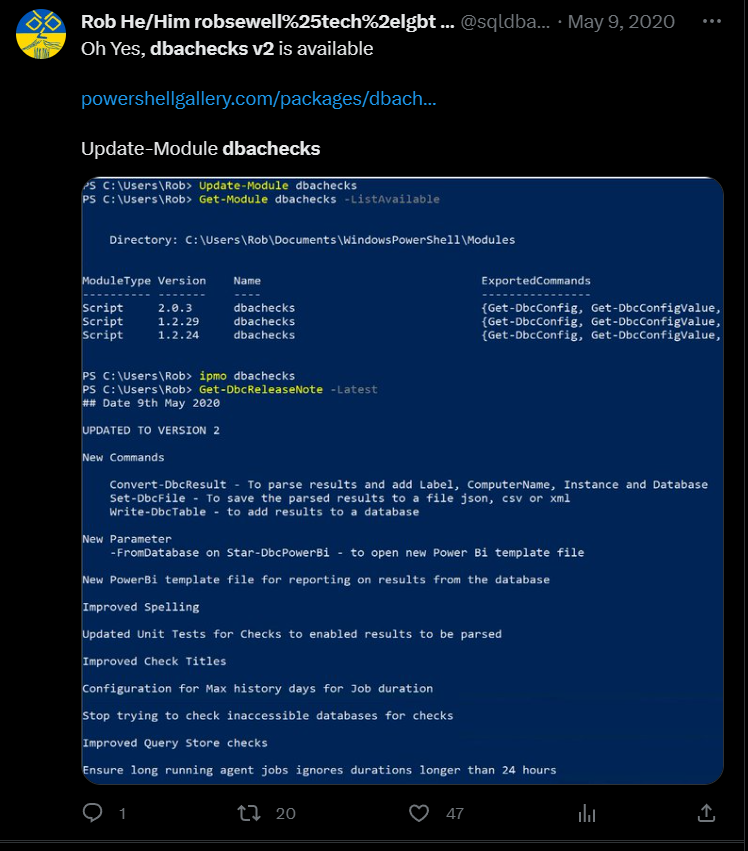 Rob He/Him robsewell%25tech%2elgbt ... @sqldba... · May 9, 2020 ...
Oh Yes, dbachecks v2 is available
powershellgallery.com/packages/dbach...
Update-Module dbachecks
PS C:\Users\Rob> Update-Module dbachecks
PS C:\Users\Rob> Get-Module dbachecks -ListAvailable
Directory: C:\Users\Rob\Documents\WindowsPowerShell\Modules
ModuleType Version Name ExportedCommands
---------- ------- ---- ----------------
Script 2.0.3 dbachecks {Get-DbcConfig, Get-DbcConfigValue,
Script 1.2.29 dbachecks {Get-DbcConfig, Get-DbcConfigValue,
Script 1.2.24 dbachecks {Get-DbcConfig, Get-DbcConfigValue,
PS C:\Users\Rob> ipmo dbachecks
PS C:\Users\Rob> Get-DbcReleaseNote -Latest
## Date 9th May 2020
UPDATED TO VERSION 2
New Commands
Convert-DbcResult - To parse results and add Label, ComputerName, Instance and Database
Set-DbcFile - To save the parsed results to a file json, csv or xml
Write-DbcTable - to add results to a database
New Parameter
-FromDatabase on Star-DbcPowerBi - to open new Power Bi template file
New PowerBi template file for reporting on results from the database
Improved Spelling
Updated Unit Tests for Checks to enabled results to be parsed
Improved Check Titles
Configuration for Max history days for Job duration
Stop trying to check inaccessible databases for checks
Improved Query Store checks
Ensure long running agent jobs ignores durations longer than 24 hours
1 20 47